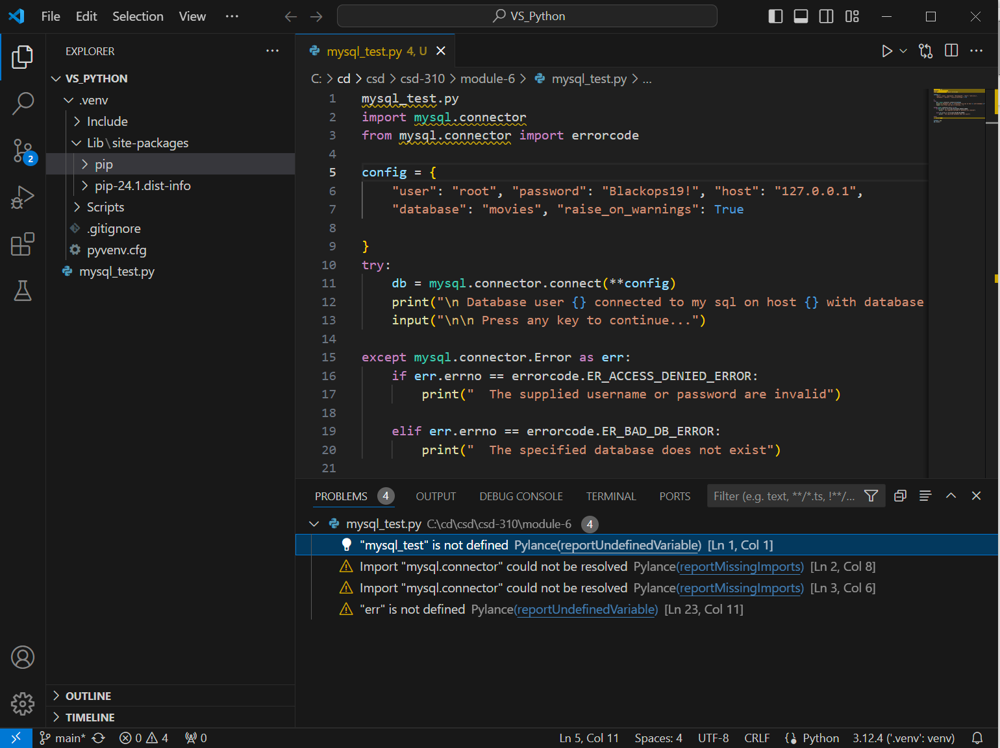 File Edit Selection View ··· VS_Python
EXPLORER ···
VS_PYTHON
.venv
Include
Lib\site-packages
pip
pip-24.1.dist-info
Scripts
.gitignore
pyvenv.cfg
mysql_test.py
OUTLINE
TIMELINE
2
mysql_test.py 4, U
C: > cd > csd > csd-310 > module-6 > mysql_test.py > ...
1 mysql_test.py
2 import mysql.connector
3 from mysql.connector import errorcode
4
5 config = {
6 "user": "root", "password": "Blackops19!", "host": "127.0.0.1",
7 "database": "movies", "raise_on_warnings": True
8
9 }
10 try:
11 db = mysql.connector.connect(**config)
12 print("\n Database user {} connected to my sql on host {} with database
13 input("\n\n Press any key to continue...")
14
15 except mysql.connector.Error as err:
16 if err.errno == errorcode.ER_ACCESS_DENIED_ERROR:
17 print("  The supplied username or password are invalid")
18
19 elif err.errno == errorcode.ER_BAD_DB_ERROR:
20 print("  The specified database does not exist")
21
PROBLEMS 4 OUTPUT DEBUG CONSOLE TERMINAL PORTS Filter (e.g. text, **/*.ts, !**/...
mysql_test.py C:\cd\csd\csd-310\module-6 4
"mysql_test" is not defined Pylance(reportUndefinedVariable) [Ln 1, Col 1]
Import "mysql.connector" could not be resolved Pylance(reportMissingImports) [Ln 2, Col 8]
Import "mysql.connector" could not be resolved Pylance(reportMissingImports) [Ln 3, Col 6]
"err" is not defined Pylance(reportUndefinedVariable) [Ln 23, Col 11]
main* 0 4 0 Ln 5, Col 11 Spaces: 4 UTF-8 CRLF Python 3.12.4 ('.venv': venv)